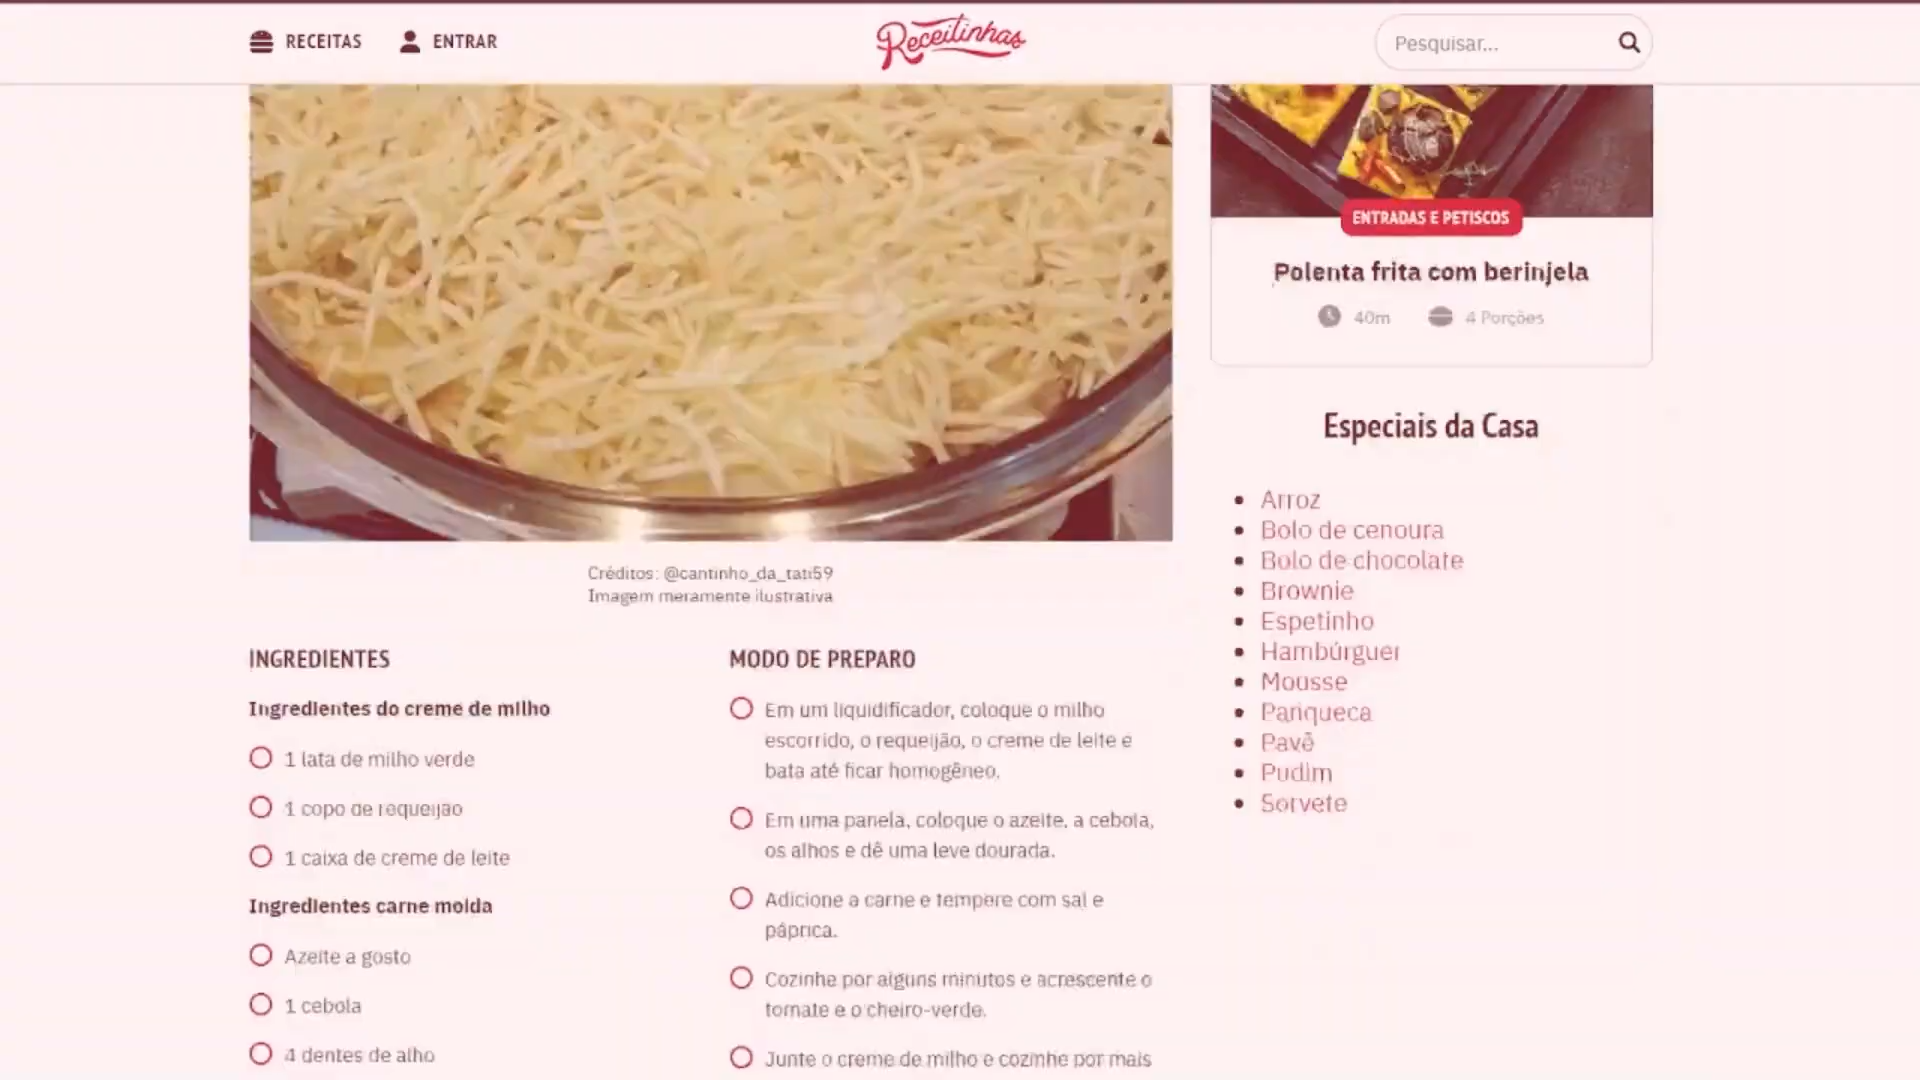 RECEITAS
ENTRAR
Receitinhas
Pesquisar...
Créditos: @cantinho_da_tati59
Imagem meramente ilustrativa
INGREDIENTES
Ingredientes do creme de milho
1 lata de milho verde
1 copo de requeijão
1 caixa de creme de leite
Ingredientes carne moída
Azeite a gosto
1 cebola
4 dentes de alho
MODO DE PREPARO
Em um liquidificador, coloque o milho
escorrido, o requeijão, o creme de leite e
bata até ficar homogêneo.
Em uma panela, coloque o azeite, a cebola,
os alhos e dê uma leve dourada.
Adicione a carne e tempere com sal e
páprica.
Cozinhe por alguns minutos e acrescente o
tomate e o cheiro-verde.
Junte o creme de milho e cozinhe por mais
ENTRADAS E PETISCOS
Polenta frita com berinjela
40m
4 Porções
Especiais da Casa
Arroz
Bolo de cenoura
Bolo de chocolate
Brownie
Espetinho
Hambúrguer
Mousse
Panqueca
Pavê
Pudim
Sorvete